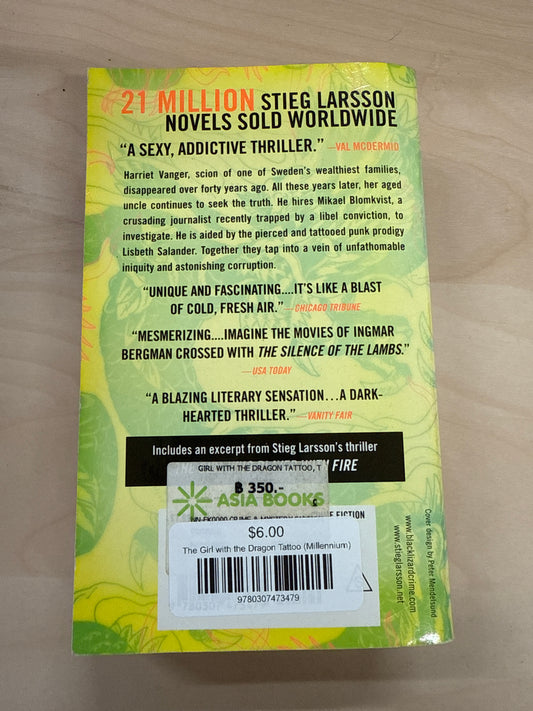 21 MILLION STIEG LARSSON
NOVELS SOLD WORLDWIDE
“A SEXY, ADDICTIVE THRILLER.” —VAL MCDERMID
Harriet Vanger, scion of one of Sweden’s wealthiest families,
disappeared over forty years ago. All these years later, her aged
uncle continues to seek the truth. He hires Mikael Blomkvist, a
crusading journalist recently trapped by a libel conviction, to
investigate. He is aided by the pierced and tattooed punk prodigy
Lisbeth Salander. Together they tap into a vein of unfathomable
iniquity and astonishing corruption.
“UNIQUE AND FASCINATING....IT’S LIKE A BLAST
OF COLD, FRESH AIR.” —CHICAGO TRIBUNE
“MESMERIZING....IMAGINE THE MOVIES OF INGMAR
BERGMAN CROSSED WITH THE SILENCE OF THE LAMBS.”
—USA TODAY
“A BLAZING LITERARY SENSATION...A DARK-
HEARTED THRILLER.” —VANITY FAIR
Includes an excerpt from Stieg Larsson’s thriller
FIRE
GIRL WITH THE DRAGON TATTOO, T
฿ 350.-
ASIA BOOKS
FICTION
$6.00
The Girl with the Dragon Tattoo (Millennium)
9780307473479
Cover design by Peter Mendelsund
www.blacklizardcrime.com
www.stieglarsson.net